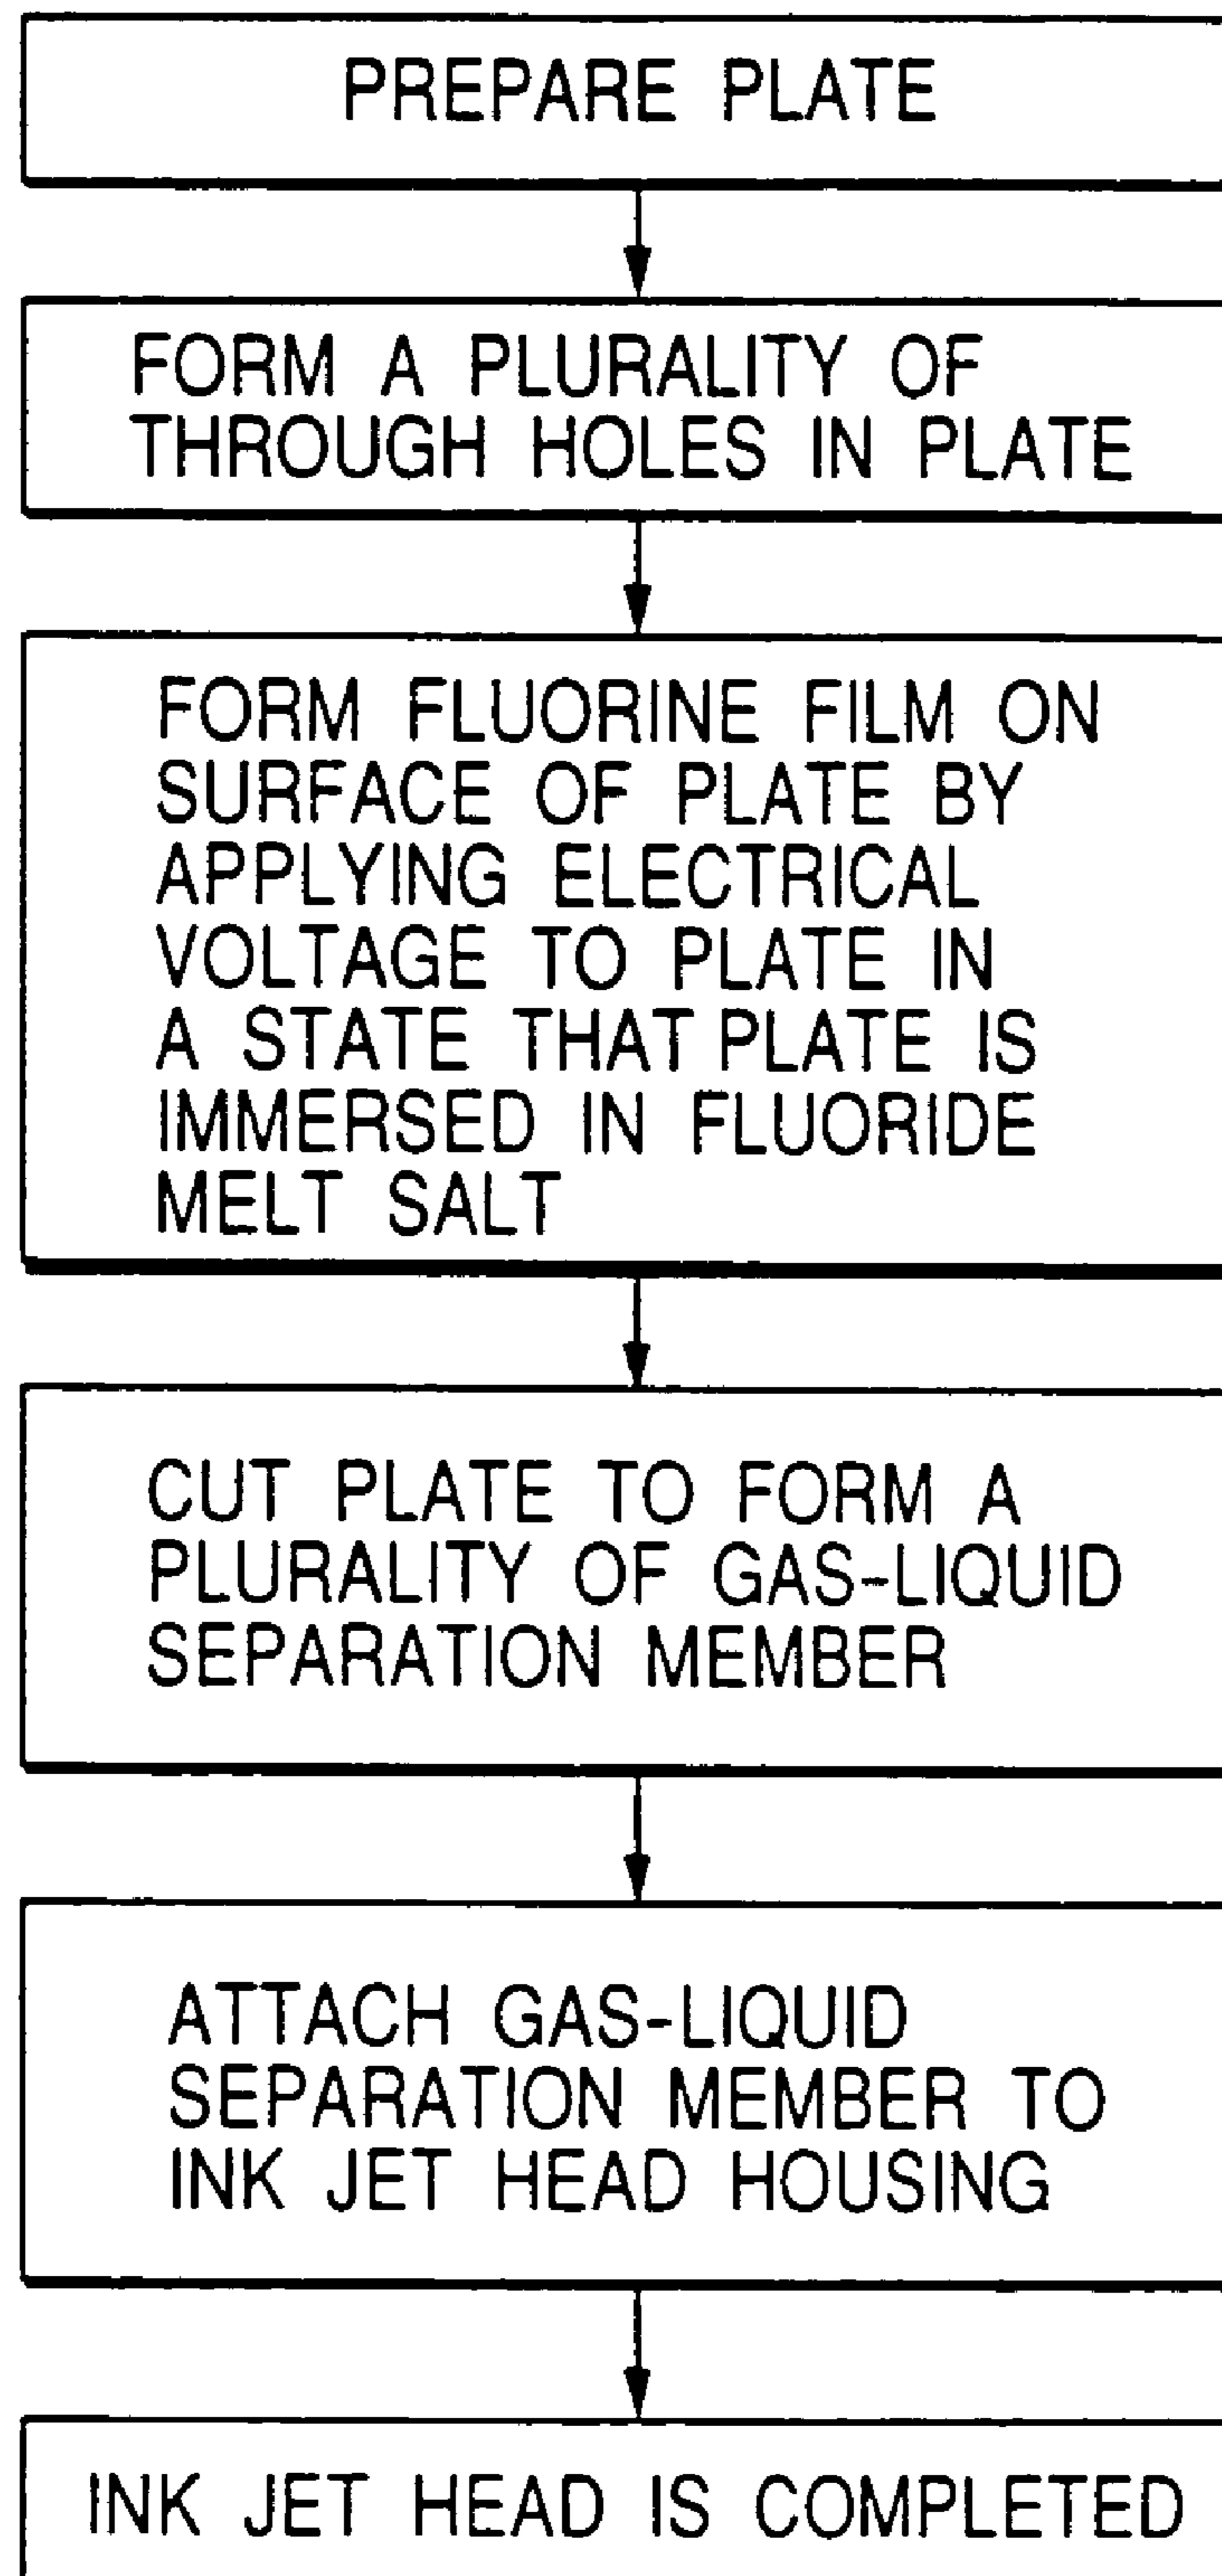 PREPARE PLATE
FORM A PLURALITY OF
THROUGH HOLES IN PLATE
FORM FLUORINE FILM ON
SURFACE OF PLATE BY
APPLYING ELECTRICAL
VOLTAGE TO PLATE IN
A STATE THAT PLATE IS
IMMERSED IN FLUORIDE
MELT SALT
CUT PLATE TO FORM A
PLURALITY OF GAS-LIQUID
SEPARATION MEMBER
ATTACH GAS-LIQUID
SEPARATION MEMBER TO
INK JET HEAD HOUSING
INK JET HEAD IS COMPLETED